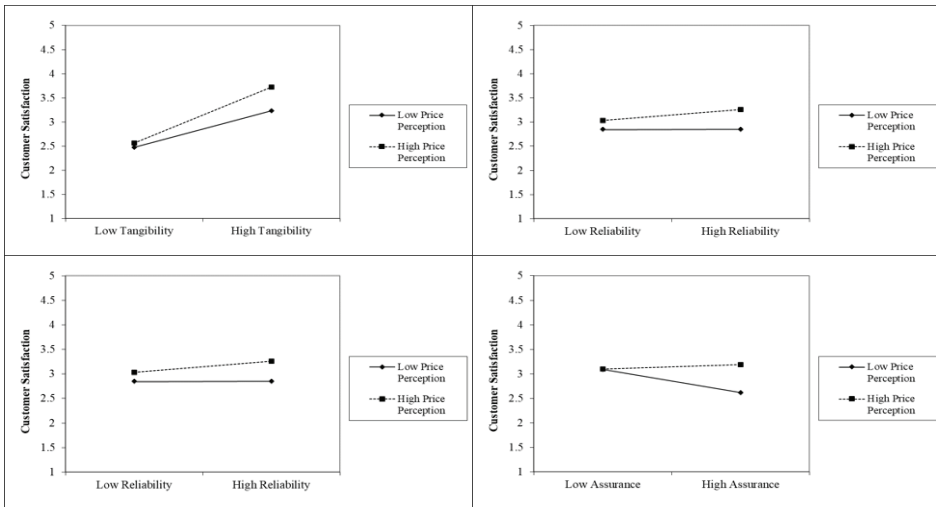 5
4.5
4
3.5
3
2.5
2
1.5
1
Customer Satisfaction
Low Tangibility High Tangibility
Low Price
Perception
High Price
Perception
5
4.5
4
3.5
3
2.5
2
1.5
1
Customer Satisfaction
Low Reliability High Reliability
Low Price
Perception
High Price
Perception
5
4.5
4
3.5
3
2.5
2
1.5
1
Customer Satisfaction
Low Reliability High Reliability
Low Price
Perception
High Price
Perception
5
4.5
4
3.5
3
2.5
2
1.5
1
Customer Satisfaction
Low Assurance High Assurance
Low Price
Perception
High Price
Perception